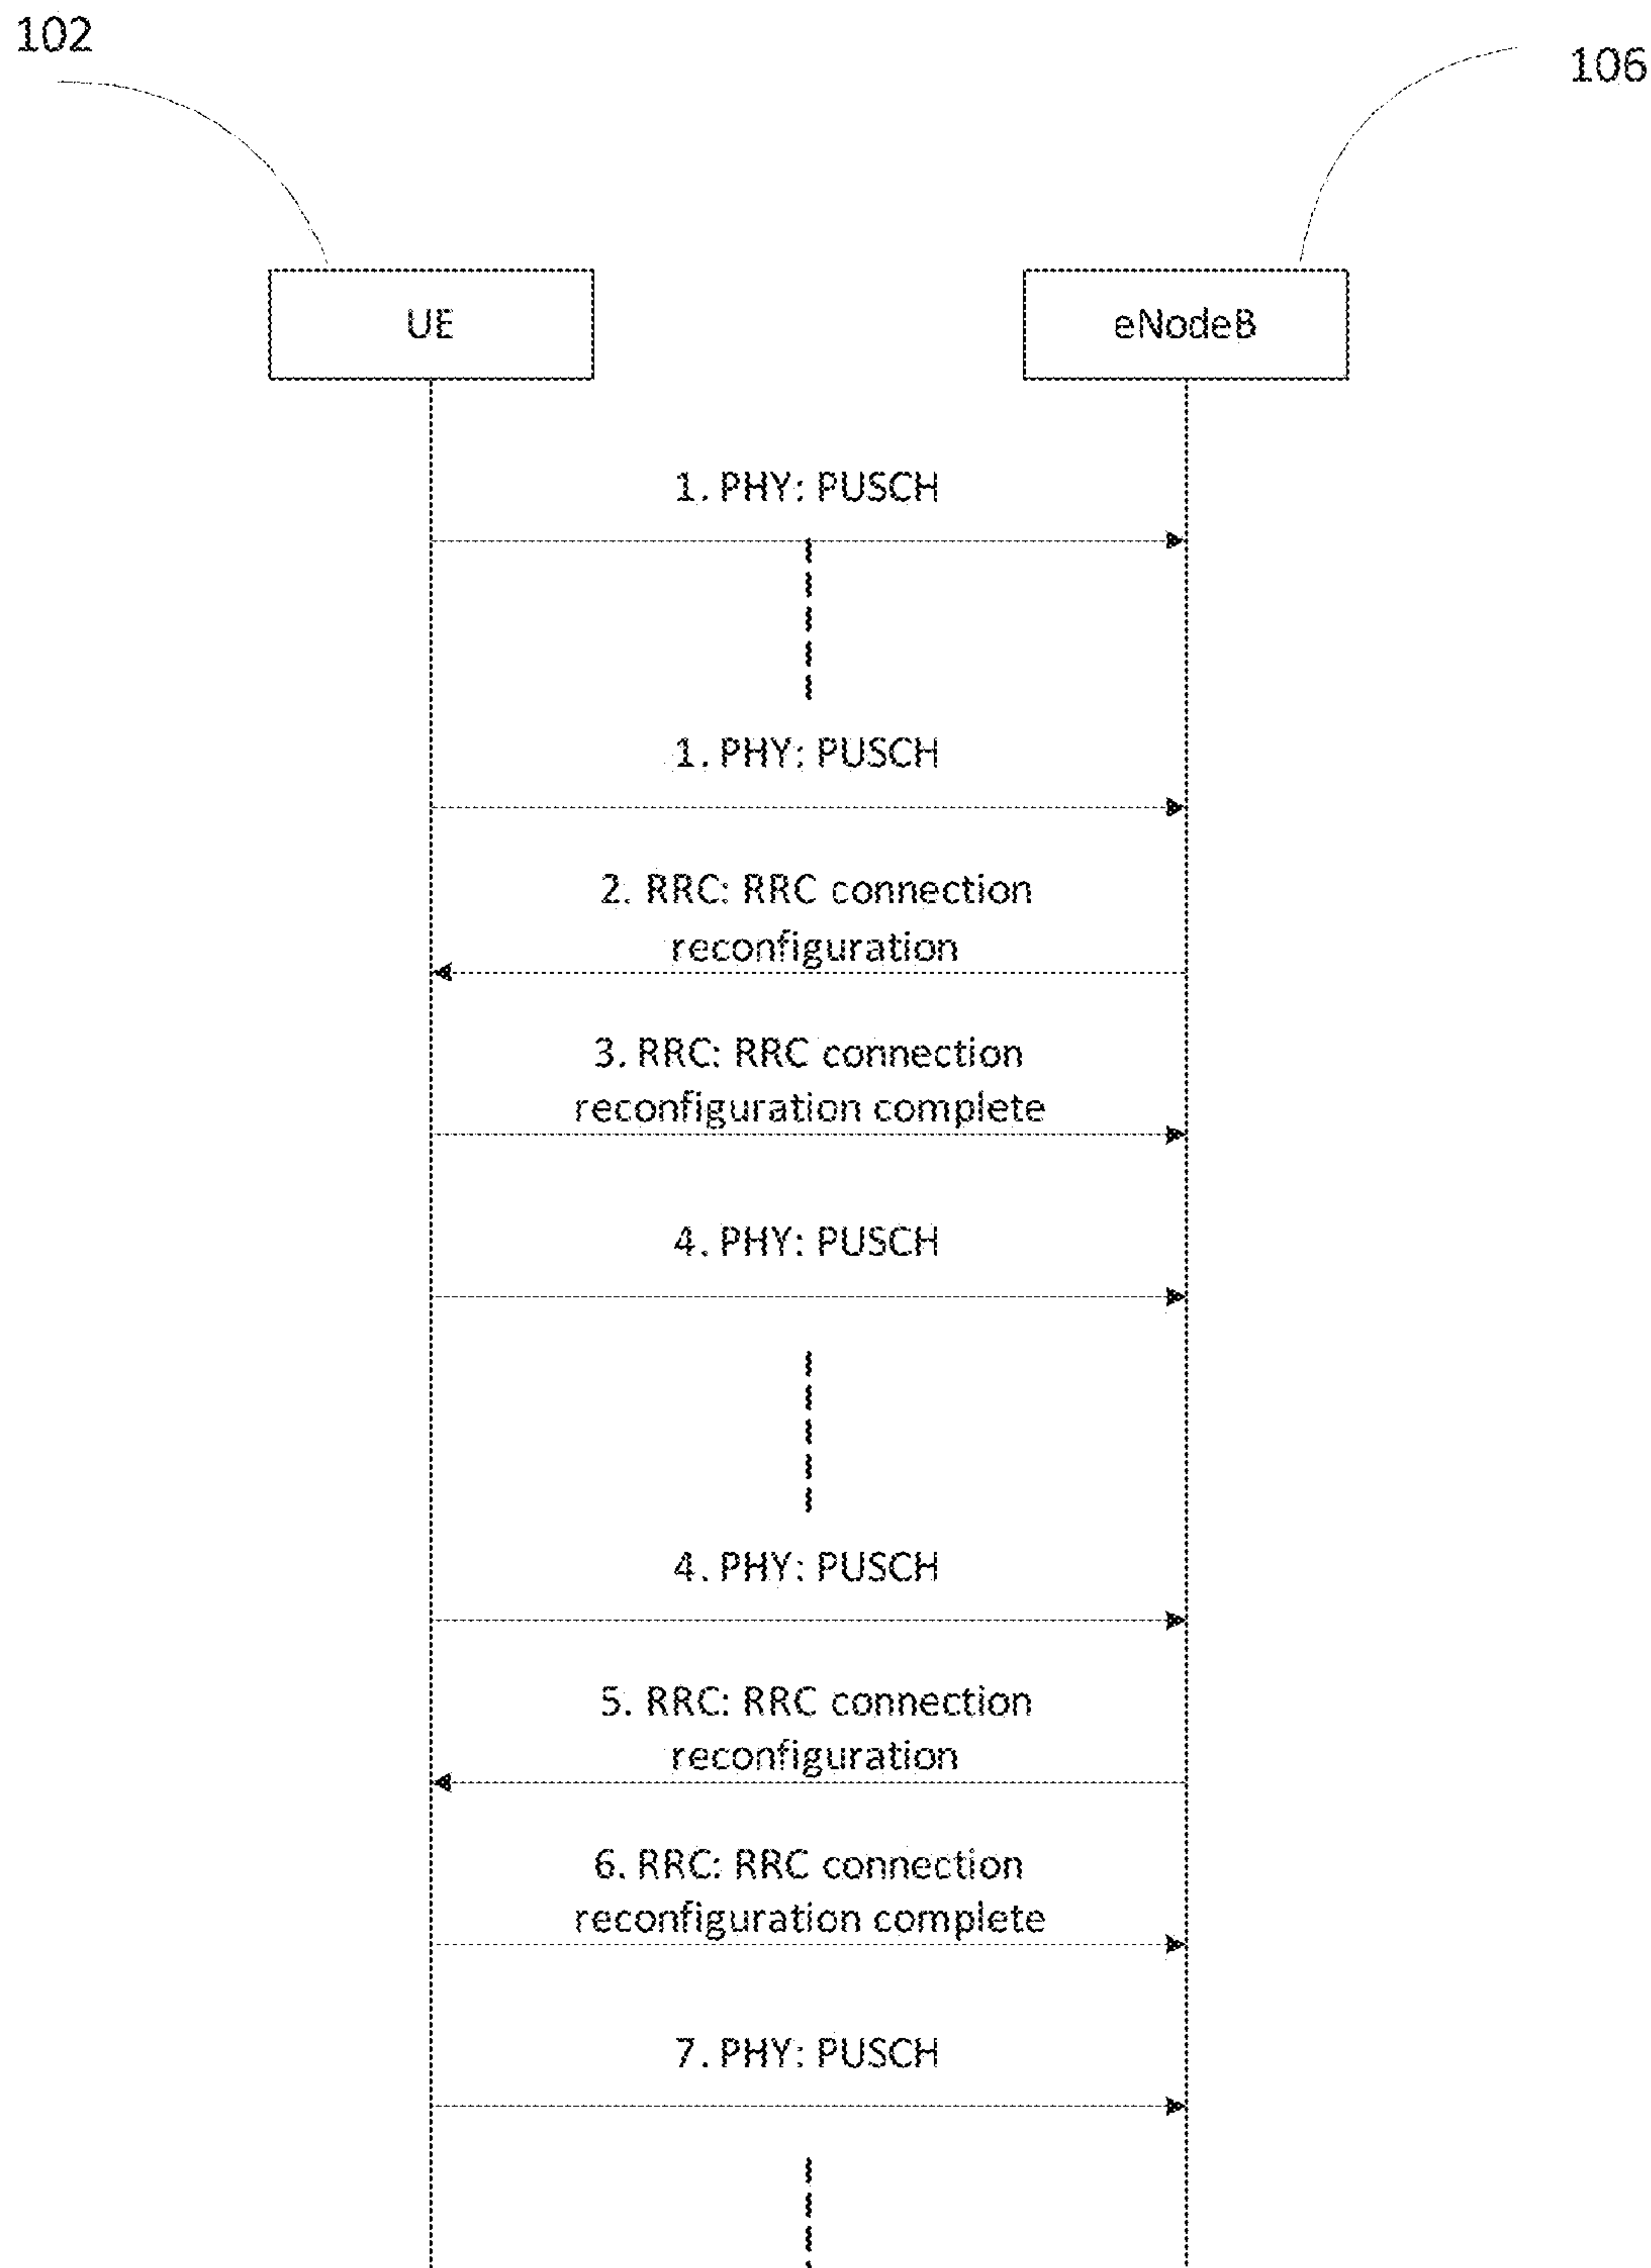 102
106
UE
eNodeB
1. PHY: PUSCH
1. PHY: PUSCH
2. RRC: RRC connection
reconfiguration
3. RRC: RRC connection
reconfiguration complete
4. PHY: PUSCH
4. PHY: PUSCH
5. RRC: RRC connection
reconfiguration
6. RRC: RRC connection
reconfiguration complete
7. PHY: PUSCH